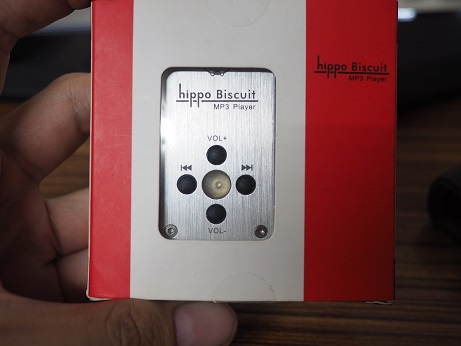 hippo Biscuit
MP3 Player
hippo Biscuit
MP3 Player
VOL+
VOL-